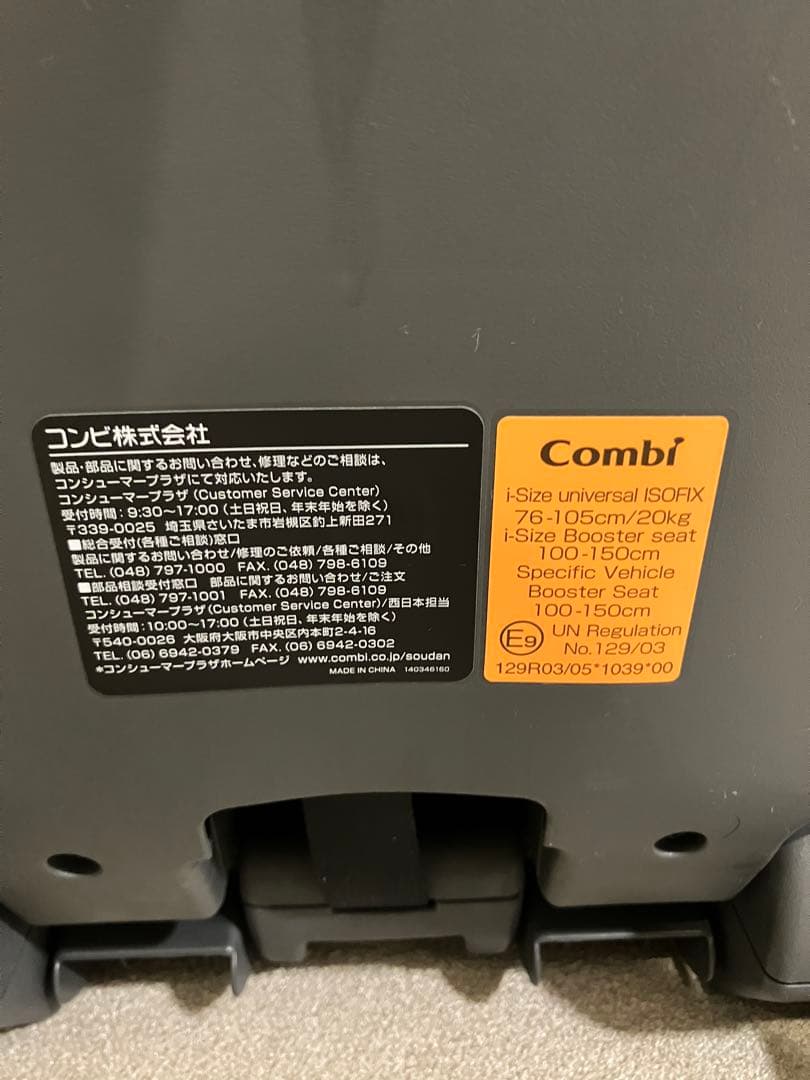 コンビ株式会社
製品・部品に関するお問い合わせ、修理などのご相談は、
コンシューマープラザにて対応いたします。
コンシューマープラザ (Customer Service Center)
受付時間：9:30～17:00 (土日祝日、年末年始を除く)
〒339-0025 埼玉県さいたま市岩槻区釣上新田271
■総合受付(各種ご相談)窓口
製品に関するお問い合わせ/修理のご依頼/各種ご相談/その他
TEL. (048) 797-1000 FAX. (048) 798-6109
■部品相談受付窓口 部品に関するお問い合わせ/ご注文
TEL. (048) 797-1001 FAX. (048) 798-6109
コンシューマープラザ(Customer Service Center)/西日本担当
受付時間：10:00～17:00 (土日祝日、年末年始を除く)
〒540-0026 大阪府大阪市中央区内本町2-4-16
TEL. (06) 6942-0379 FAX. (06) 6942-0302
*コンシューマープラザホームページ www.combi.co.jp/soudan
MADE IN CHINA 140346160
Combi
i-Size universal ISOFIX
76-105cm/20kg
i-Size Booster seat
100-150cm
Specific Vehicle
Booster Seat
100-150cm
E9 UN Regulation
No.129/03
129R03/05*1039*00